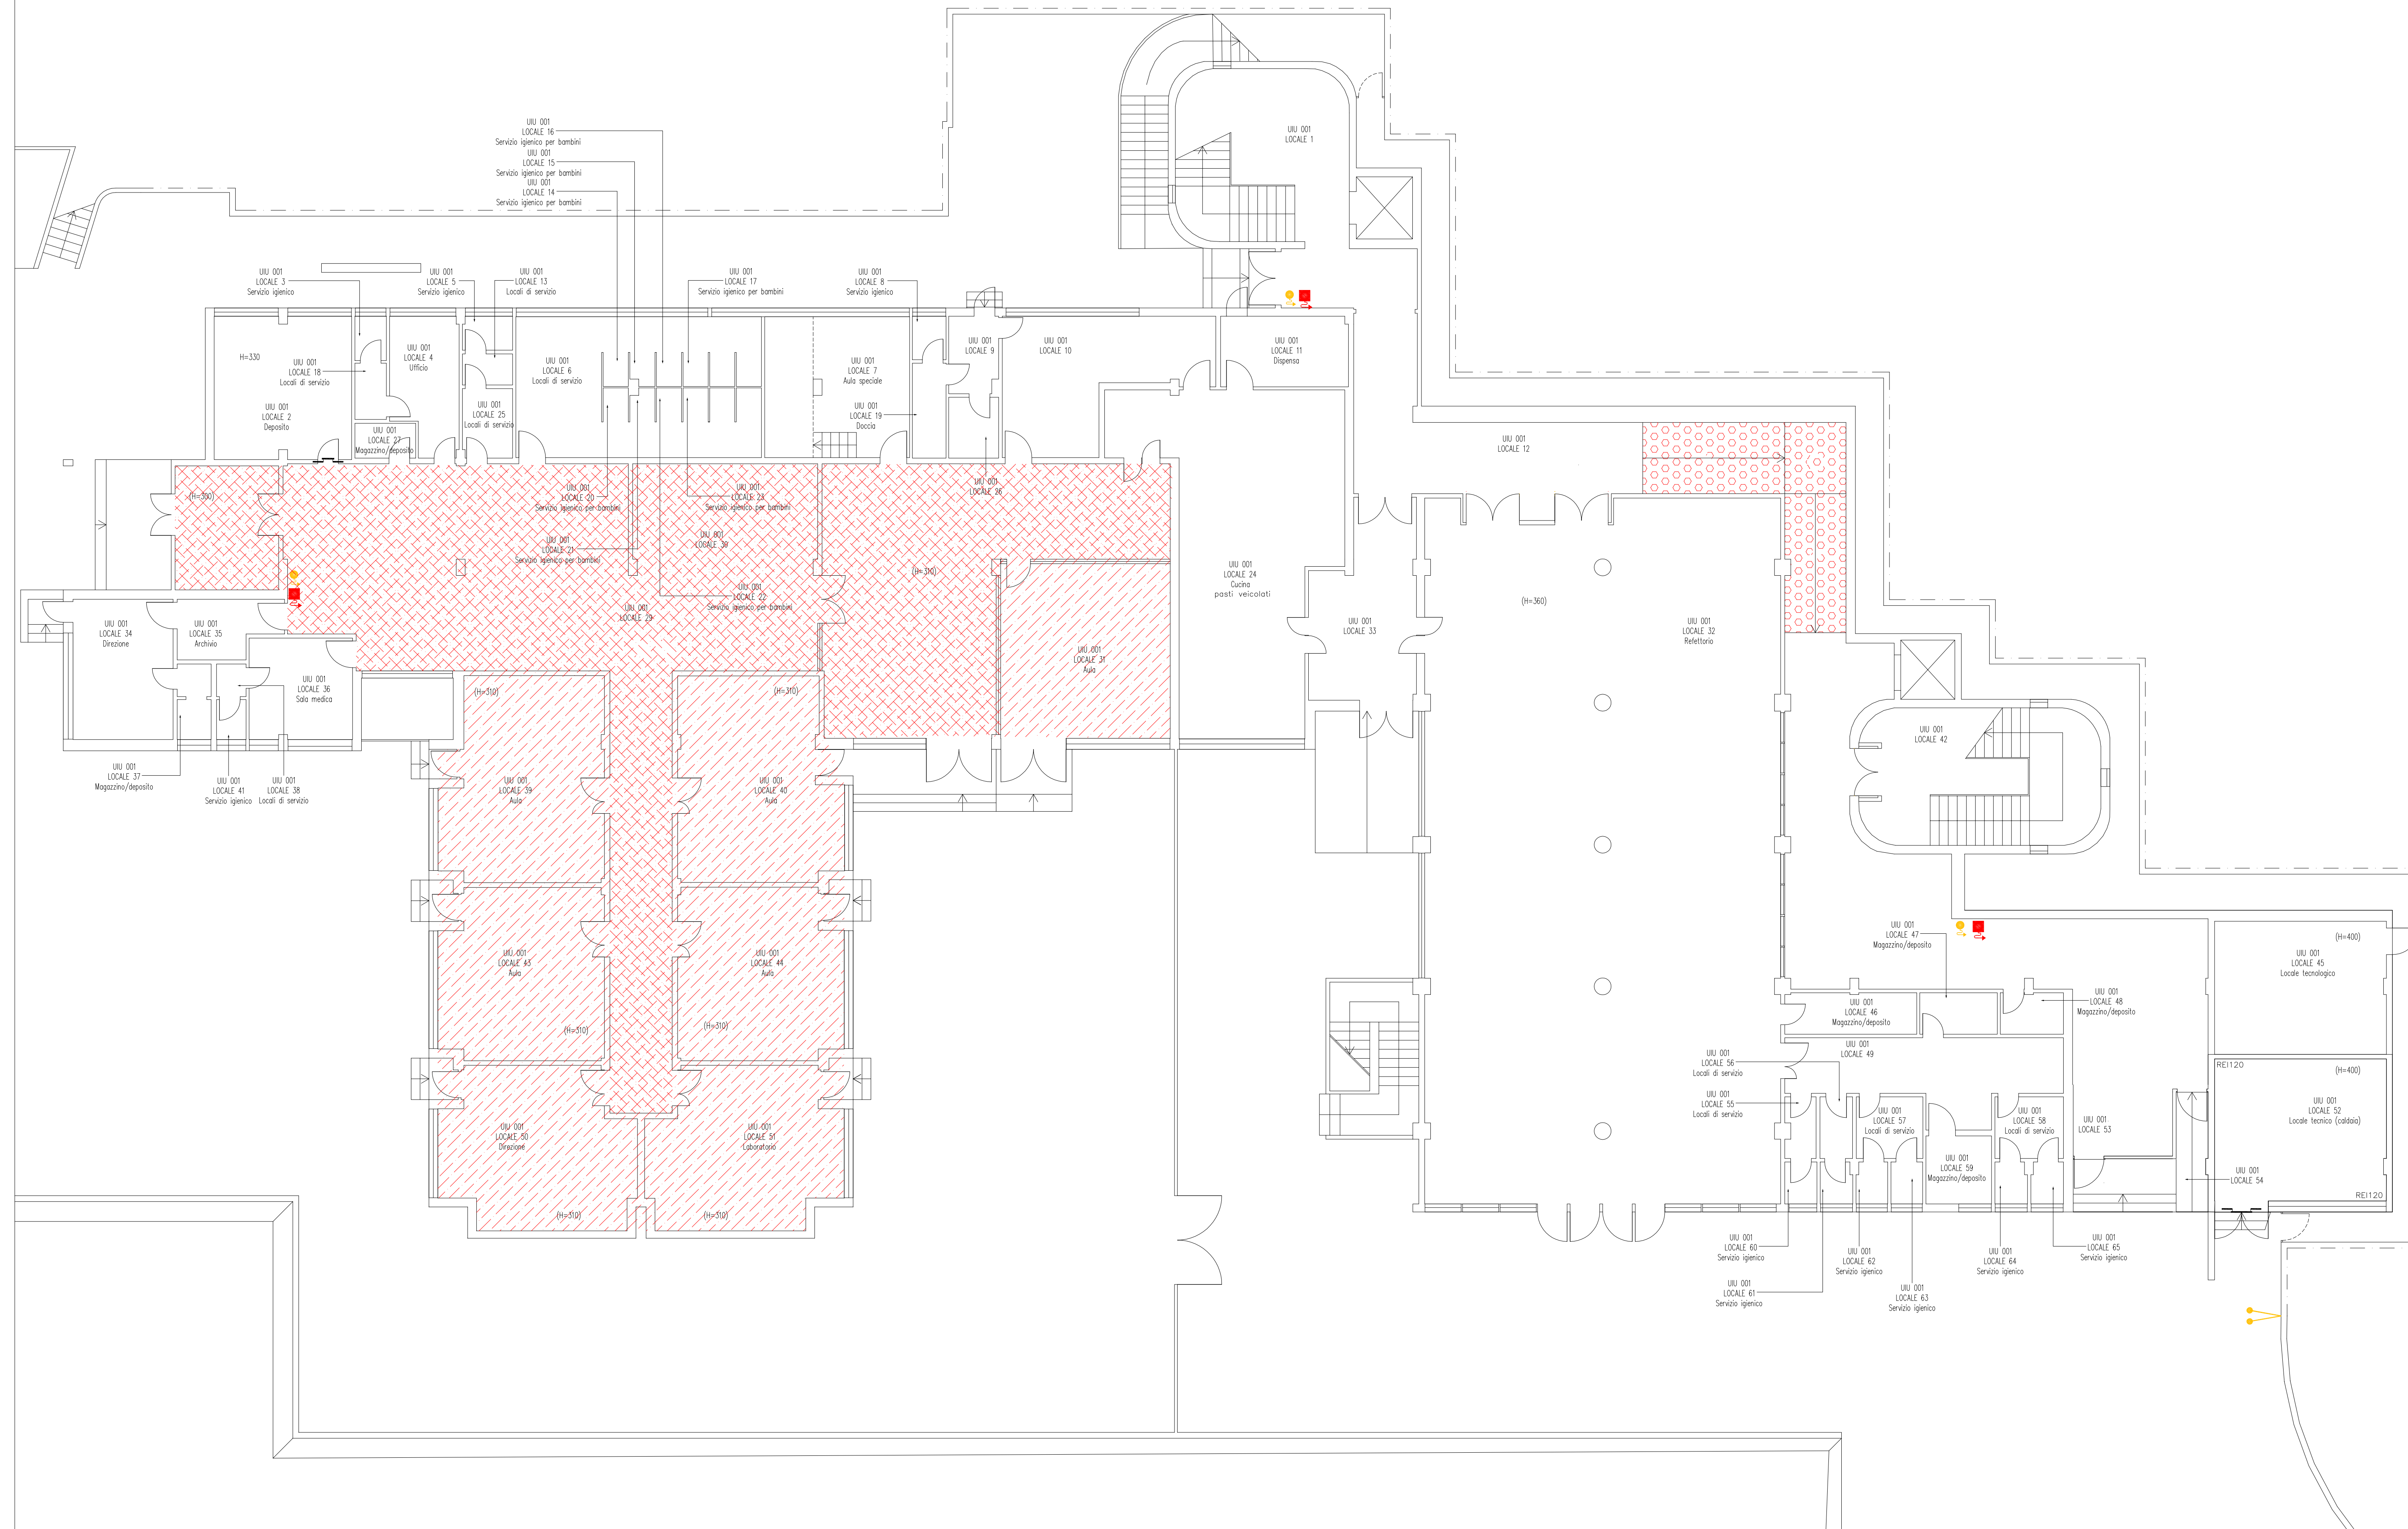 UIU 001
LOCALE 16
Servizio igienico per bambini
UIU 001
LOCALE 15
Servizio igienico per bambini
UIU 001
LOCALE 14
Servizio igienico per bambini
UIU 001
LOCALE 1
UIU 001
LOCALE 3
Servizio igienico
UIU 001
LOCALE 5
Servizio igienico
UIU 001
LOCALE 13
Locali di servizio
UIU 001
LOCALE 17
Servizio igienico per bambini
UIU 001
LOCALE 8
Servizio igienico
H=330
UIU 001
LOCALE 18
Locali di servizio
UIU 001
LOCALE 4
Ufficio
UIU 001
LOCALE 6
Locali di servizio
UIU 001
LOCALE 7
Aula speciale
UIU 001
LOCALE 9
UIU 001
LOCALE 10
UIU 001
LOCALE 11
Dispensa
UIU 001
LOCALE 2
Deposito
UIU 001
LOCALE 25
Locali di servizio
UIU 001
LOCALE 19
Doccia
UIU 001
LOCALE 27
Magazzino/deposito
UIU 001
LOCALE 12
(H=300)
UIU 001
LOCALE 20
Servizio igienico per bambini
UIU 001
LOCALE 23
Servizio igienico per bambini
UIU 001
LOCALE 26
UIU 001
LOCALE 21
Servizio igienico per bambini
UIU 001
LOCALE 30
(H=310)
UIU 001
LOCALE 22
Servizio igienico per bambini
UIU 001
LOCALE 29
UIU 001
LOCALE 24
Cucina
pasti veicolati
(H=360)
UIU 001
LOCALE 34
Direzione
UIU 001
LOCALE 35
Archivio
UIU 001
LOCALE 33
UIU 001
LOCALE 32
Refettorio
UIU 001
LOCALE 31
Aula
UIU 001
LOCALE 36
Sala medica
(H=310)
(H=310)
UIU 001
LOCALE 42
UIU 001
LOCALE 37
Magazzino/deposito
UIU 001
LOCALE 41
Servizio igienico
UIU 001
LOCALE 38
Locali di servizio
UIU 001
LOCALE 39
Aula
UIU 001
LOCALE 40
Aula
UIU 001
LOCALE 47
Magazzino/deposito
(H=400)
UIU 001
LOCALE 45
Locale tecnologico
UIU 001
LOCALE 43
Aula
UIU 001
LOCALE 44
Aula
UIU 001
LOCALE 46
Magazzino/deposito
UIU 001
LOCALE 48
Magazzino/deposito
(H=310)
(H=310)
UIU 001
LOCALE 49
UIU 001
LOCALE 56
Locali di servizio
REI120
(H=400)
UIU 001
LOCALE 55
Locali di servizio
UIU 001
LOCALE 57
Locali di servizio
UIU 001
LOCALE 58
Locali di servizio
UIU 001
LOCALE 53
UIU 001
LOCALE 52
Locale tecnico (caldaia)
UIU 001
LOCALE 50
Direzione
UIU 001
LOCALE 51
Laboratorio
UIU 001
LOCALE 59
Magazzino/deposito
UIU 001
LOCALE 54
REI120
(H=310)
(H=310)
UIU 001
LOCALE 60
Servizio igienico
UIU 001
LOCALE 62
Servizio igienico
UIU 001
LOCALE 64
Servizio igienico
UIU 001
LOCALE 65
Servizio igienico
UIU 001
LOCALE 61
Servizio igienico
UIU 001
LOCALE 63
Servizio igienico